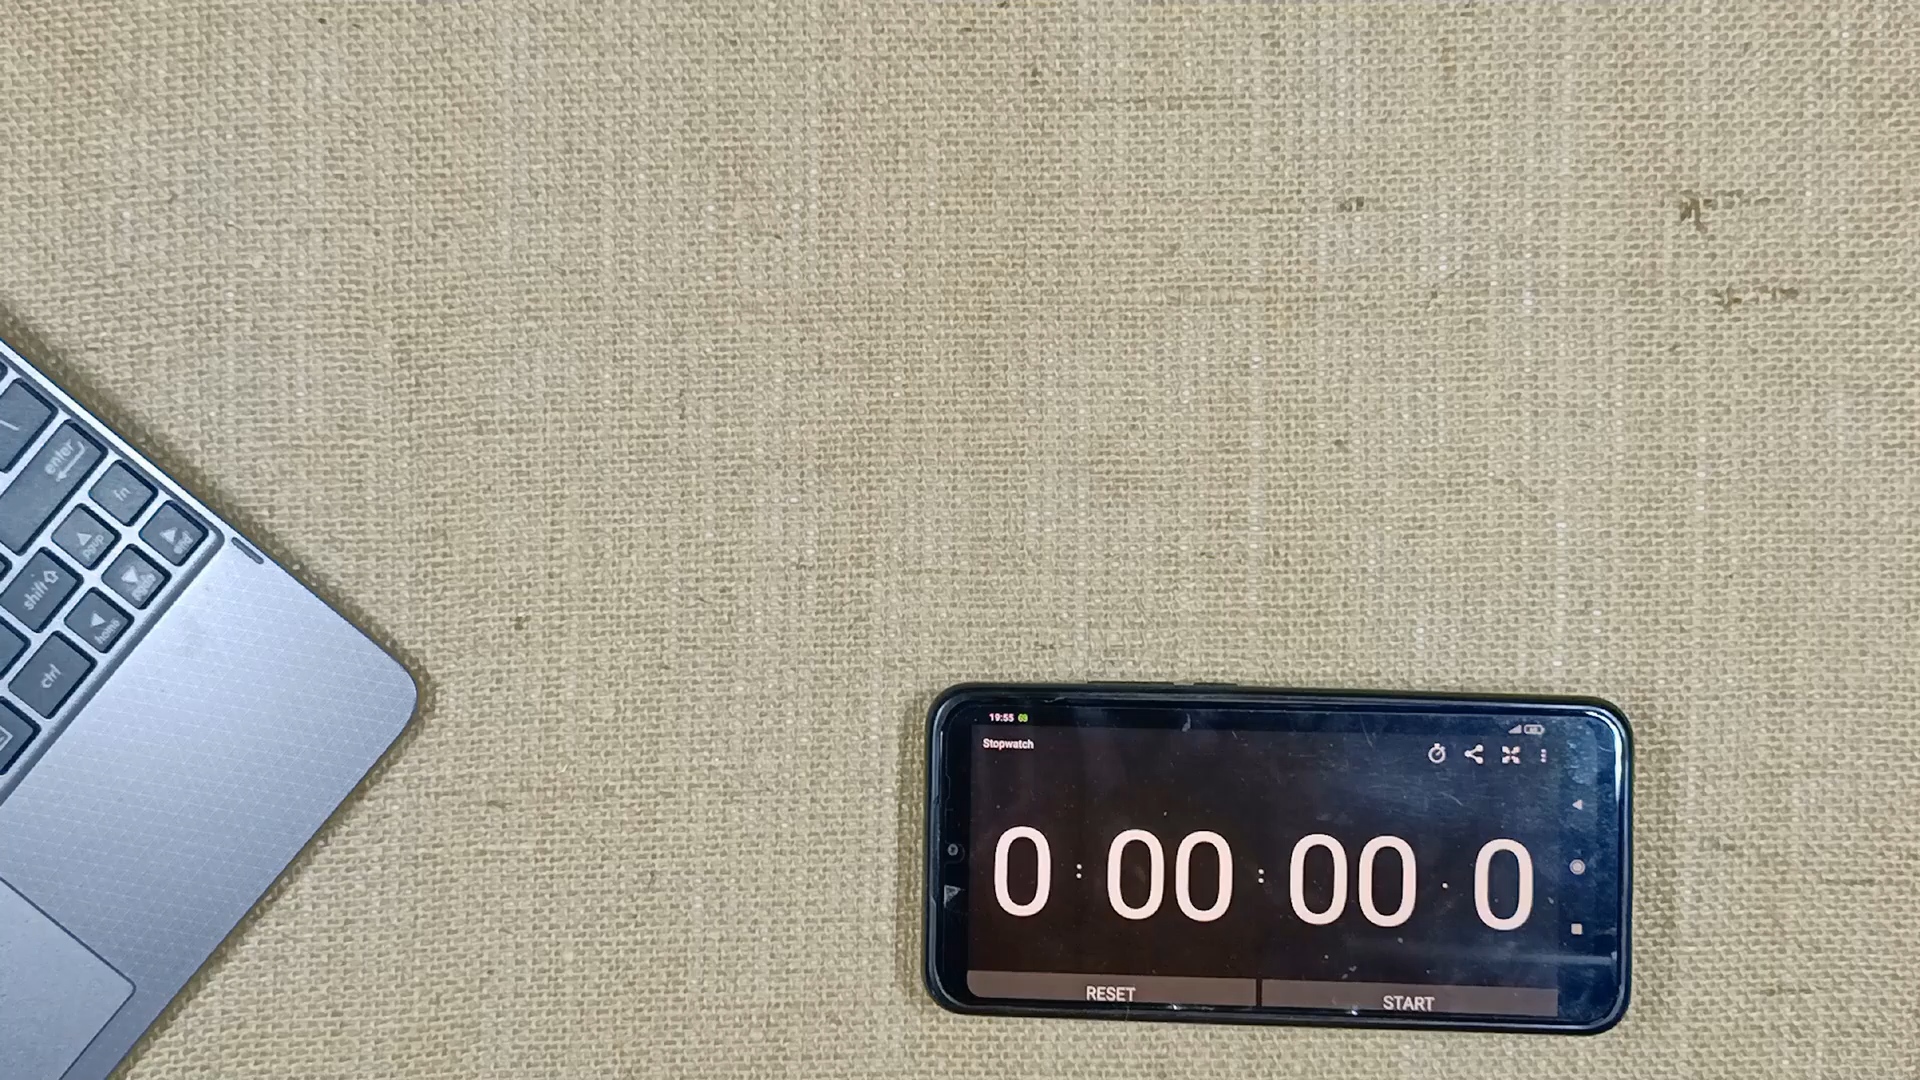 enter
fn
pgup
end
shift
pgdn
home
ctrl
19:55
Stopwatch
0 : 00 : 00 . 0
RESET
START